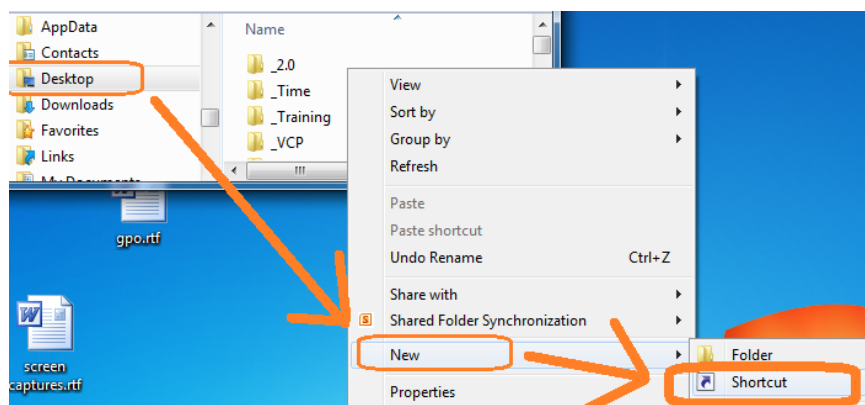 AppData
Contacts
Desktop
Downloads
Favorites
Links
My Documents
Name
_2.0
_Time
_Training
_VCP
gpo.rtf
screen
captures.rtf
View
Sort by
Group by
Refresh
Paste
Paste shortcut
Undo Rename Ctrl+Z
Share with
Shared Folder Synchronization
New
Properties
Folder
Shortcut